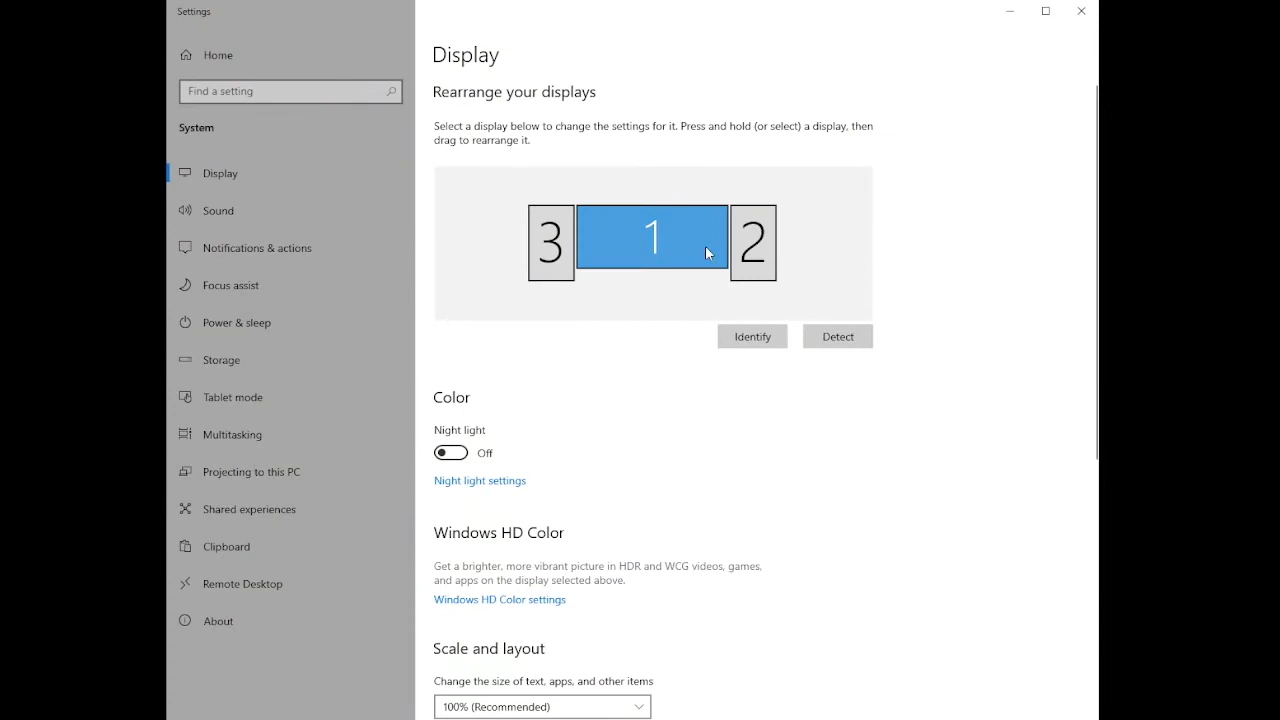 Settings
Home
Find a setting
System
Display
Sound
Notifications & actions
Focus assist
Power & sleep
Storage
Tablet mode
Multitasking
Projecting to this PC
Shared experiences
Clipboard
Remote Desktop
About
Display
Rearrange your displays
Select a display below to change the settings for it. Press and hold (or select) a display, then
drag to rearrange it.
3 1 2
Identify Detect
Color
Night light
Off
Night light settings
Windows HD Color
Get a brighter, more vibrant picture in HDR and WCG videos, games,
and apps on the display selected above.
Windows HD Color settings
Scale and layout
Change the size of text, apps, and other items
100% (Recommended)